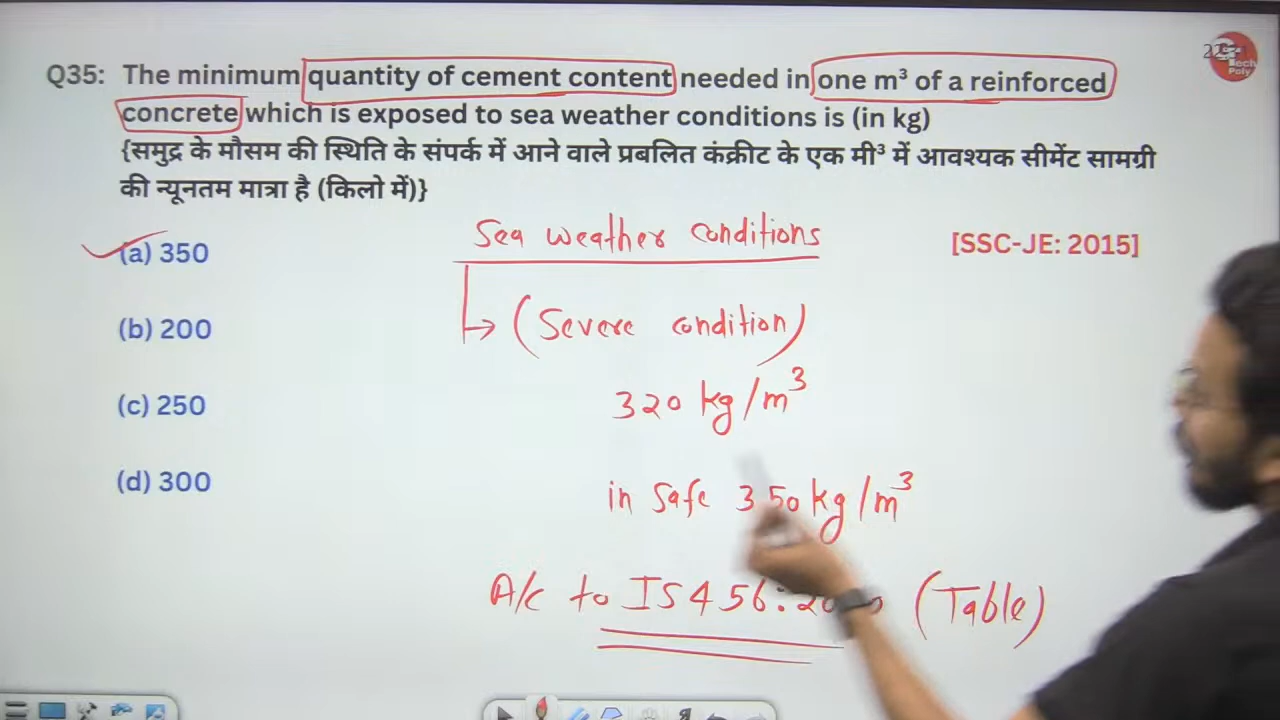 Q35: The minimum quantity of cement content needed in one m³ of a reinforced
concrete which is exposed to sea weather conditions is (in kg)
{समुद्र के मौसम की स्थिति के संपर्क में आने वाले प्रबलित कंक्रीट के एक मी³ में आवश्यक सीमेंट सामग्री
की न्यूनतम मात्रा है (किलो में)}
(a) 350
(b) 200
(c) 250
(d) 300
[SSC-JE: 2015]
Sea weather conditions
(Severe condition)
320 kg/m³
in safe 350 kg/m³
A/c to IS 456: (Table)
Tech
Poly